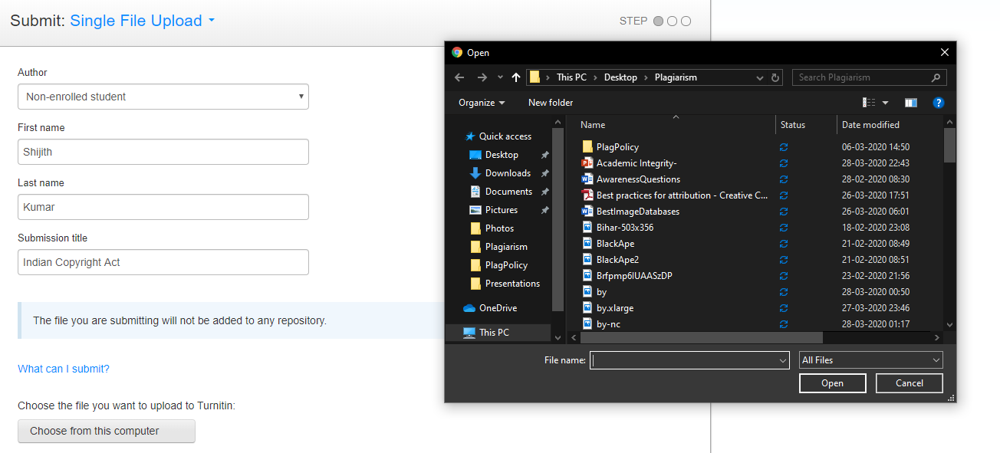 Submit: Single File Upload
STEP
Author
Non-enrolled student
First name
Shijith
Last name
Kumar
Submission title
Indian Copyright Act
The file you are submitting will not be added to any repository.
What can I submit?
Choose the file you want to upload to Turnitin:
Choose from this computer
Open
This PC > Desktop > Plagiarism
Search Plagiarism
Organize
New folder
Quick access
Desktop
Downloads
Documents
Pictures
Photos
Plagiarism
PlagPolicy
Presentations
OneDrive
This PC
Name Status Date modified
PlagPolicy 06-03-2020 14:50
Academic Integrity- 28-03-2020 22:43
AwarenessQuestions 28-02-2020 08:30
Best practices for attribution - Creative C... 26-03-2020 17:51
BestImageDatabases 26-03-2020 06:01
Bihar-503x356 18-02-2020 23:08
BlackApe 21-02-2020 08:49
BlackApe2 21-02-2020 08:51
Brfpmp6IUAASzDP 23-02-2020 21:56
by 28-03-2020 00:50
by.xlarge 27-03-2020 23:46
by-nc 28-03-2020 01:17
File name:
All Files
Open
Cancel